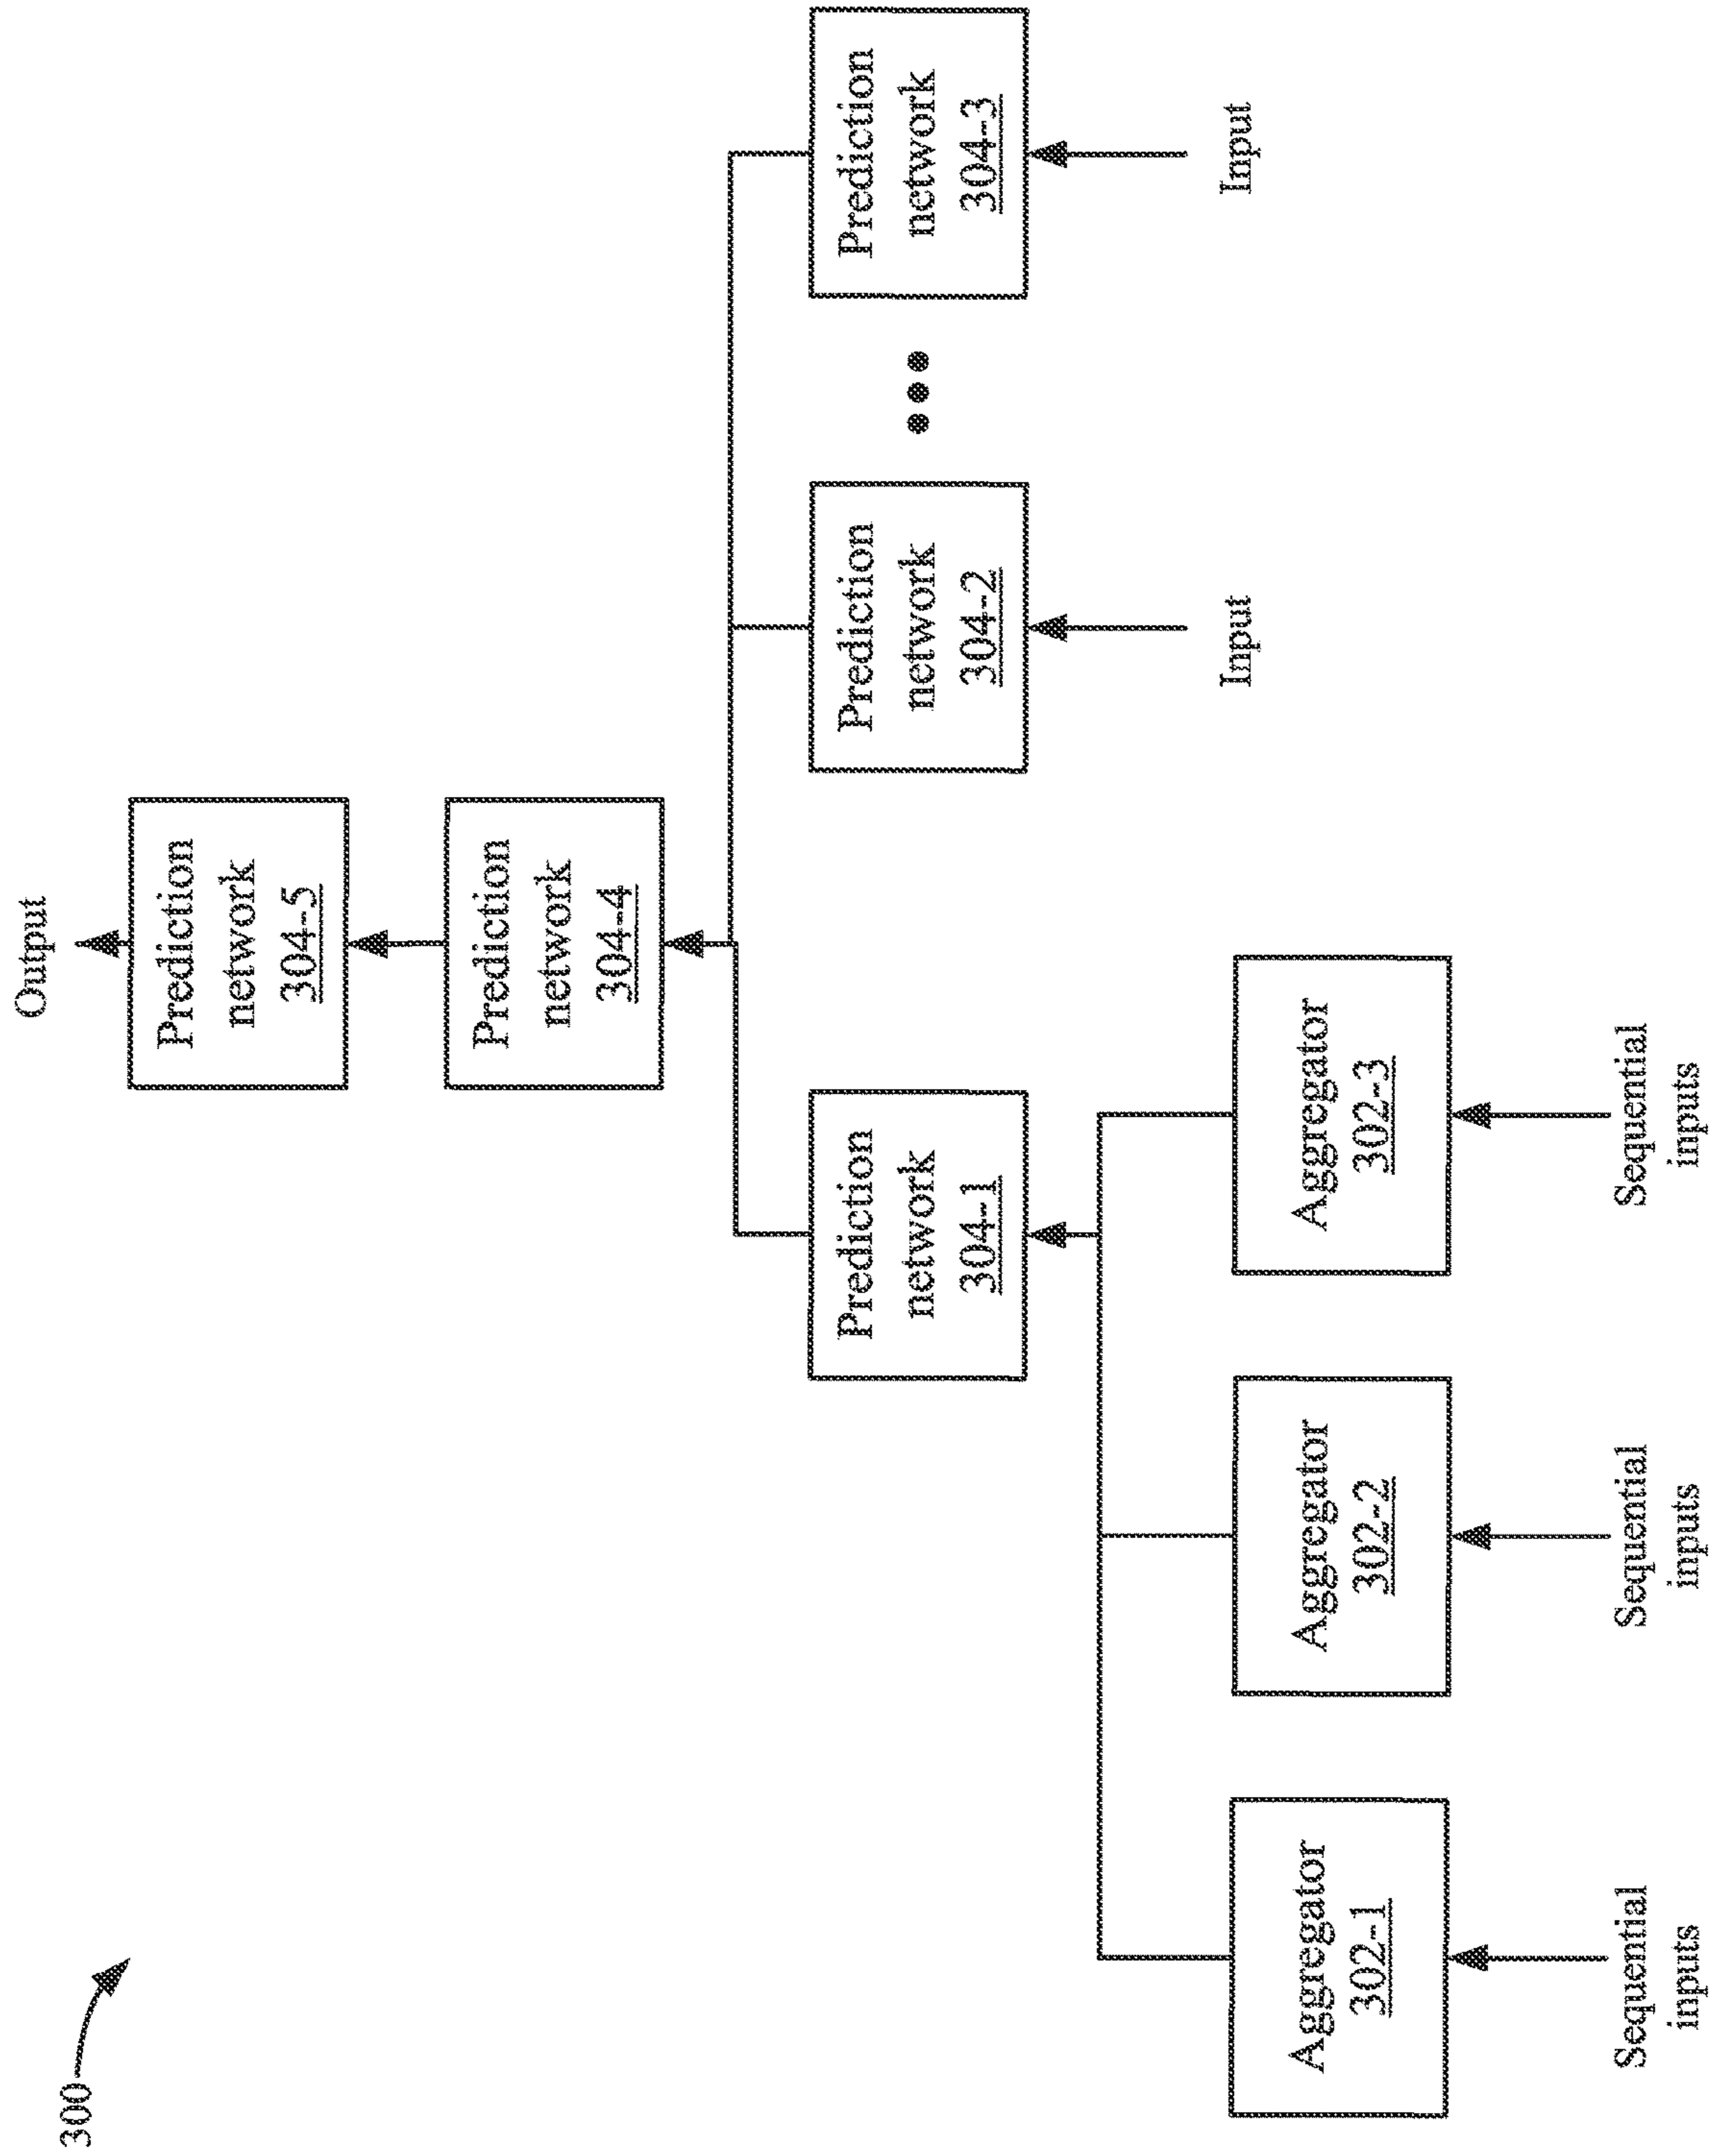 300
Output
Prediction
network
304-5
Prediction
network
304-4
Prediction
network
304-1
Prediction
network
304-2
Prediction
network
304-3
Input
Input
Aggregator
302-1
Aggregator
302-2
Aggregator
302-3
Sequential
inputs
Sequential
inputs
Sequential
inputs